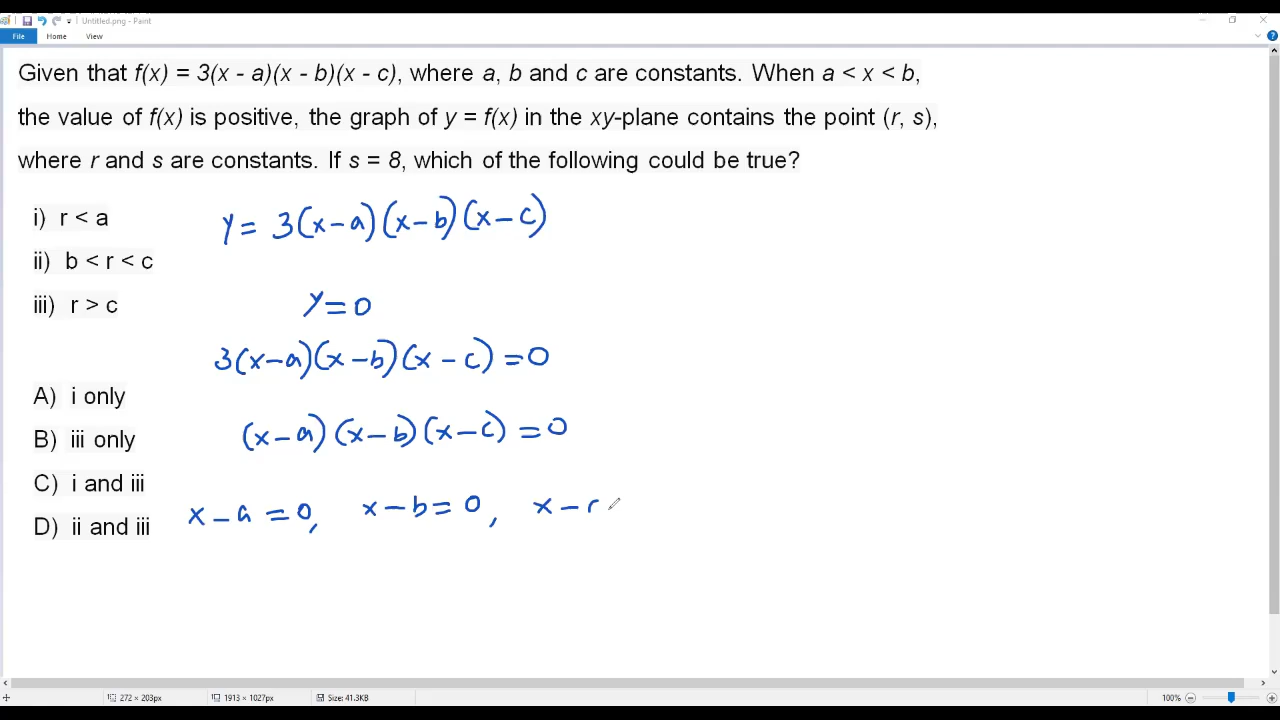 Untitled.png - Paint
File Home View
Given that f(x) = 3(x - a)(x - b)(x - c), where a, b and c are constants. When a < x < b,
the value of f(x) is positive, the graph of y = f(x) in the xy-plane contains the point (r, s),
where r and s are constants. If s = 8, which of the following could be true?
i) r < a
y = 3(x-a)(x-b)(x-c)
ii) b < r < c
iii) r > c
y=0
3(x-a)(x-b)(x-c) =0
A) i only
(x-a)(x-b)(x-c) =0
B) iii only
C) i and iii
x-a =0, x-b=0, x-r
D) ii and iii
272 × 203px 1913 × 1027px Size: 41.3KB 100%